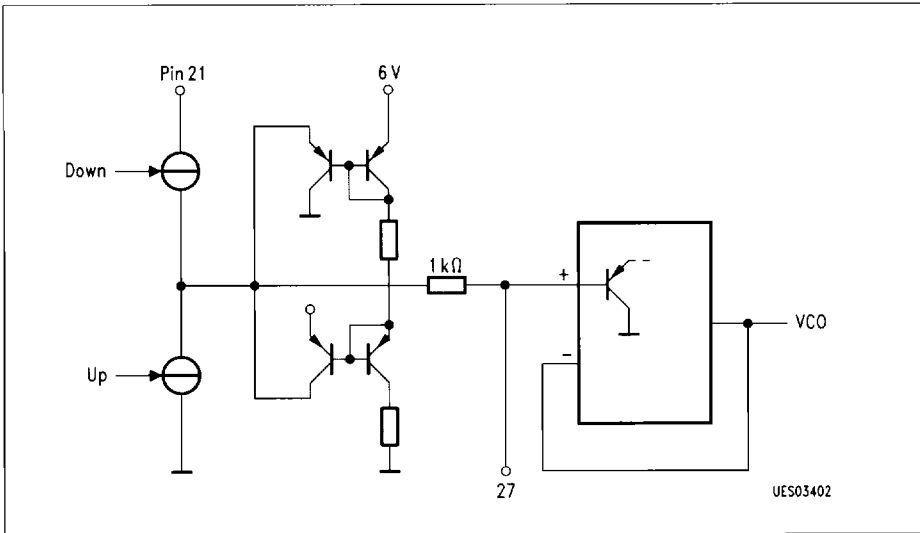 Pin 21
6 V
Down
1 kΩ
+
VCO
−
Up
27
UES03402